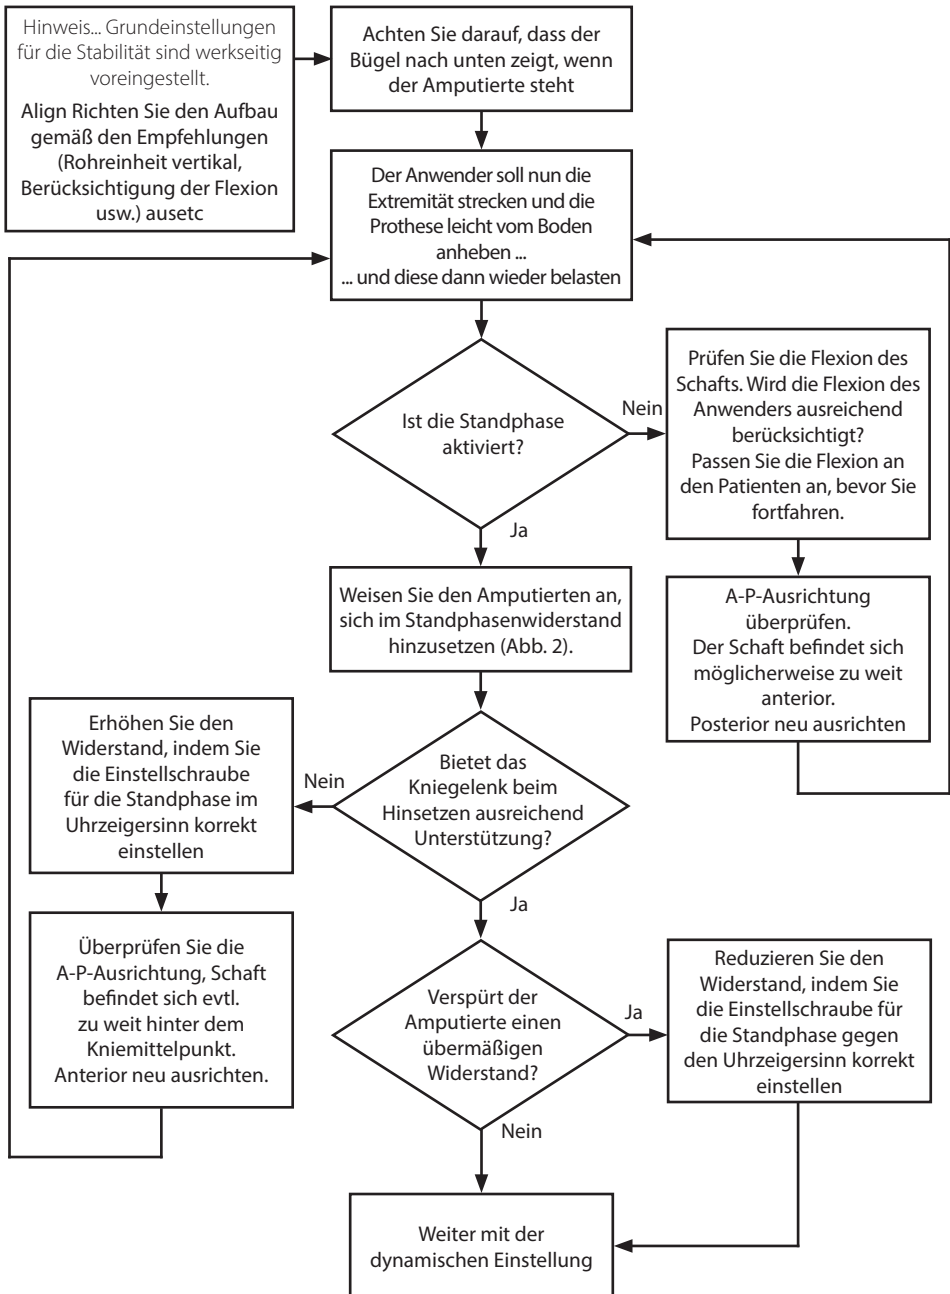 Hinweis... Grundeinstellungen
für die Stabilität sind werkseitig
voreingestellt.
Align Richten Sie den Aufbau
gemäß den Empfehlungen
(Rohreinheit vertikal,
Berücksichtigung der Flexion
usw.) ausetc
Achten Sie darauf, dass der
Bügel nach unten zeigt, wenn
der Amputierte steht
Der Anwender soll nun die
Extremität strecken und die
Prothese leicht vom Boden
anheben ...
... und diese dann wieder belasten
Ist die Standphase
aktiviert?
Nein
Prüfen Sie die Flexion des
Schafts. Wird die Flexion des
Anwenders ausreichend
berücksichtigt?
Passen Sie die Flexion an
den Patienten an, bevor Sie
fortfahren.
A-P-Ausrichtung
überprüfen.
Der Schaft befindet sich
möglicherweise zu weit
anterior.
Posterior neu ausrichten
Ja
Weisen Sie den Amputierten an,
sich im Standphasenwiderstand
hinzusetzen (Abb. 2).
Bietet das
Kniegelenk beim
Hinsetzen ausreichend
Unterstützung?
Nein
Erhöhen Sie den
Widerstand, indem Sie
die Einstellschraube
für die Standphase im
Uhrzeigersinn korrekt
einstellen
Überprüfen Sie die
A-P-Ausrichtung, Schaft
befindet sich evtl.
zu weit hinter dem
Kniemittelpunkt.
Anterior neu ausrichten.
Ja
Verspürt der
Amputierte einen
übermäßigen
Widerstand?
Ja
Reduzieren Sie den
Widerstand, indem Sie
die Einstellschraube für
die Standphase gegen
den Uhrzeigersinn korrekt
einstellen
Nein
Weiter mit der
dynamischen Einstellung